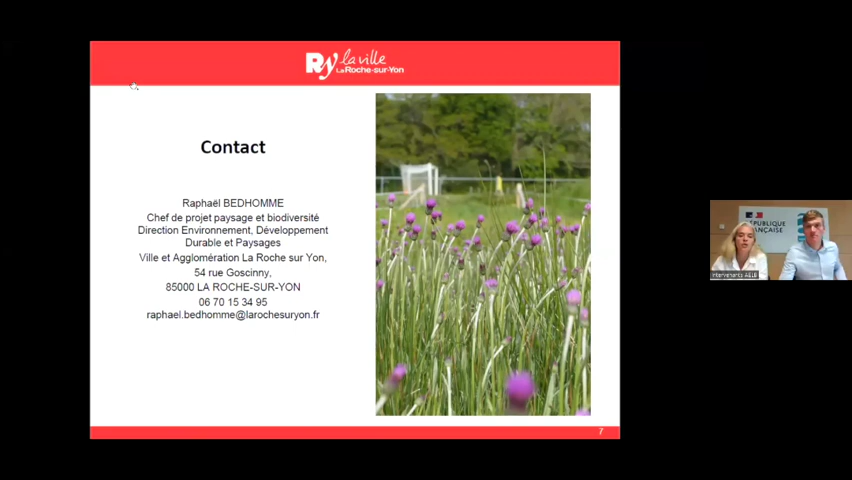 Ry la ville
LaRoche-sur-Yon
Contact
Raphaël BEDHOMME
Chef de projet paysage et biodiversité
Direction Environnement, Développement
Durable et Paysages
Ville et Agglomération La Roche sur Yon,
54 rue Goscinny,
85000 LA ROCHE-SUR-YON
06 70 15 34 95
raphael.bedhomme@larochesuryon.fr
7
RÉPUBLIQUE
FRANÇAISE